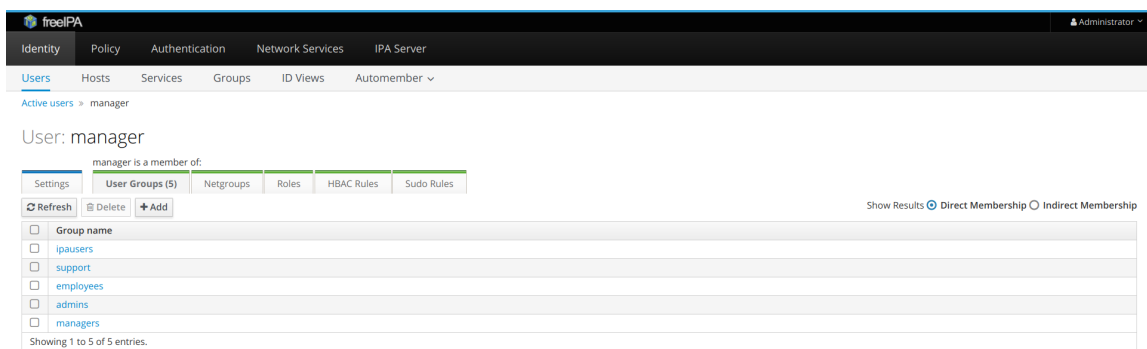 freeIPA
Administrator
Identity Policy Authentication Network Services IPA Server
Users Hosts Services Groups ID Views Automember
Active users » manager
User: manager
manager is a member of:
Settings User Groups (5) Netgroups Roles HBAC Rules Sudo Rules
Refresh Delete Add Show Results Direct Membership Indirect Membership
Group name
ipausers
support
employees
admins
managers
Showing 1 to 5 of 5 entries.